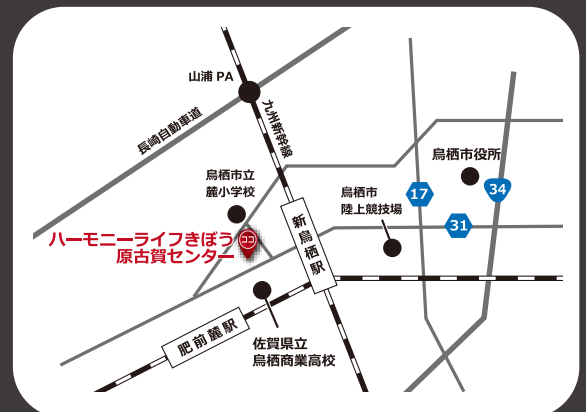 山浦 PA
長崎自動車道
九州新幹線
鳥栖市立
麓小学校
鳥栖市
陸上競技場
鳥栖市役所
17
34
31
ハーモニーライフきぼう
原古賀センター
ココ
新鳥栖駅
肥前麓駅
佐賀県立
鳥栖商業高校